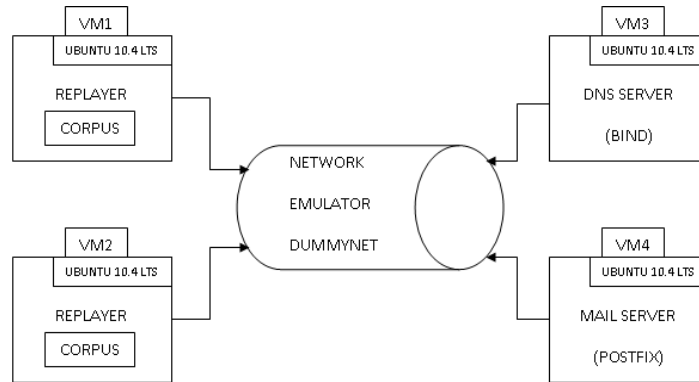 VM1
UBUNTU 10.4 LTS
REPLAYER
CORPUS
VM2
UBUNTU 10.4 LTS
REPLAYER
CORPUS
NETWORK
EMULATOR
DUMMYNET
VM3
UBUNTU 10.4 LTS
DNS SERVER
(BIND)
VM4
UBUNTU 10.4 LTS
MAIL SERVER
(POSTFIX)